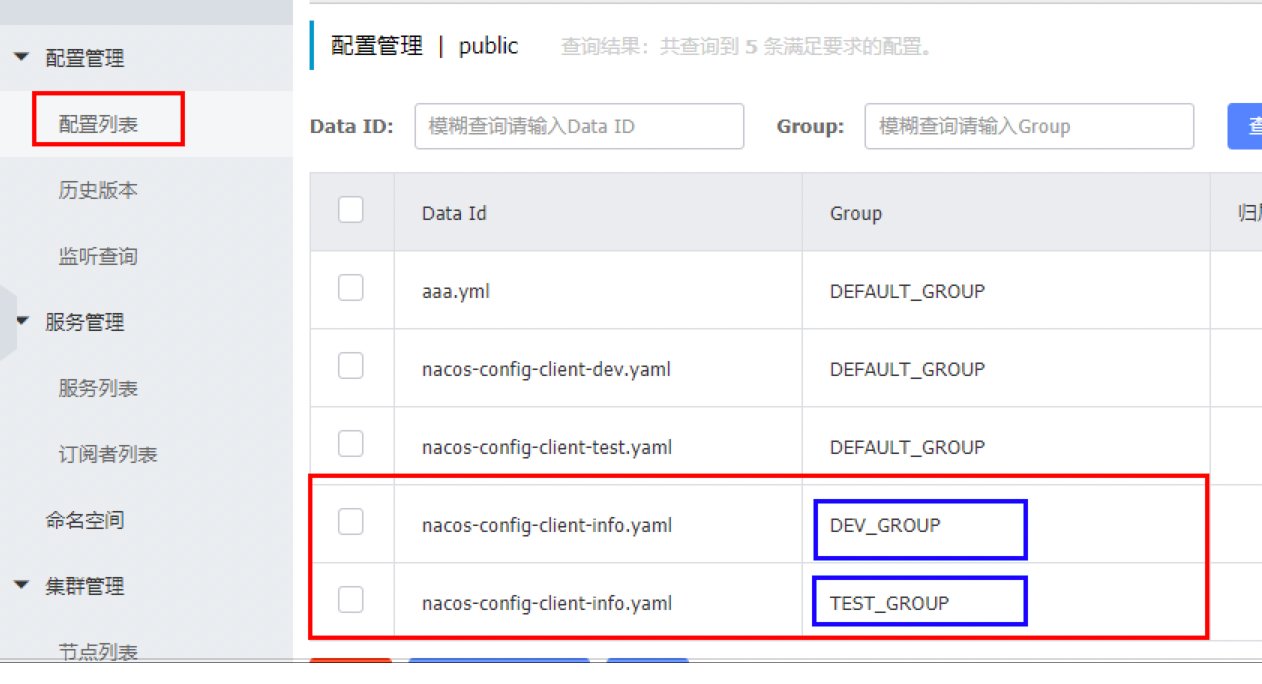 配置管理
配置列表
历史版本
监听查询
服务管理
服务列表
订阅者列表
命名空间
集群管理
节点列表
配置管理 | public 查询结果：共查询到 5 条满足要求的配置。
Data ID: 模糊查询请输入Data ID Group: 模糊查询请输入Group 查
Data Id Group
aaa.yml DEFAULT_GROUP
nacos-config-client-dev.yaml DEFAULT_GROUP
nacos-config-client-test.yaml DEFAULT_GROUP
nacos-config-client-info.yaml DEV_GROUP
nacos-config-client-info.yaml TEST_GROUP